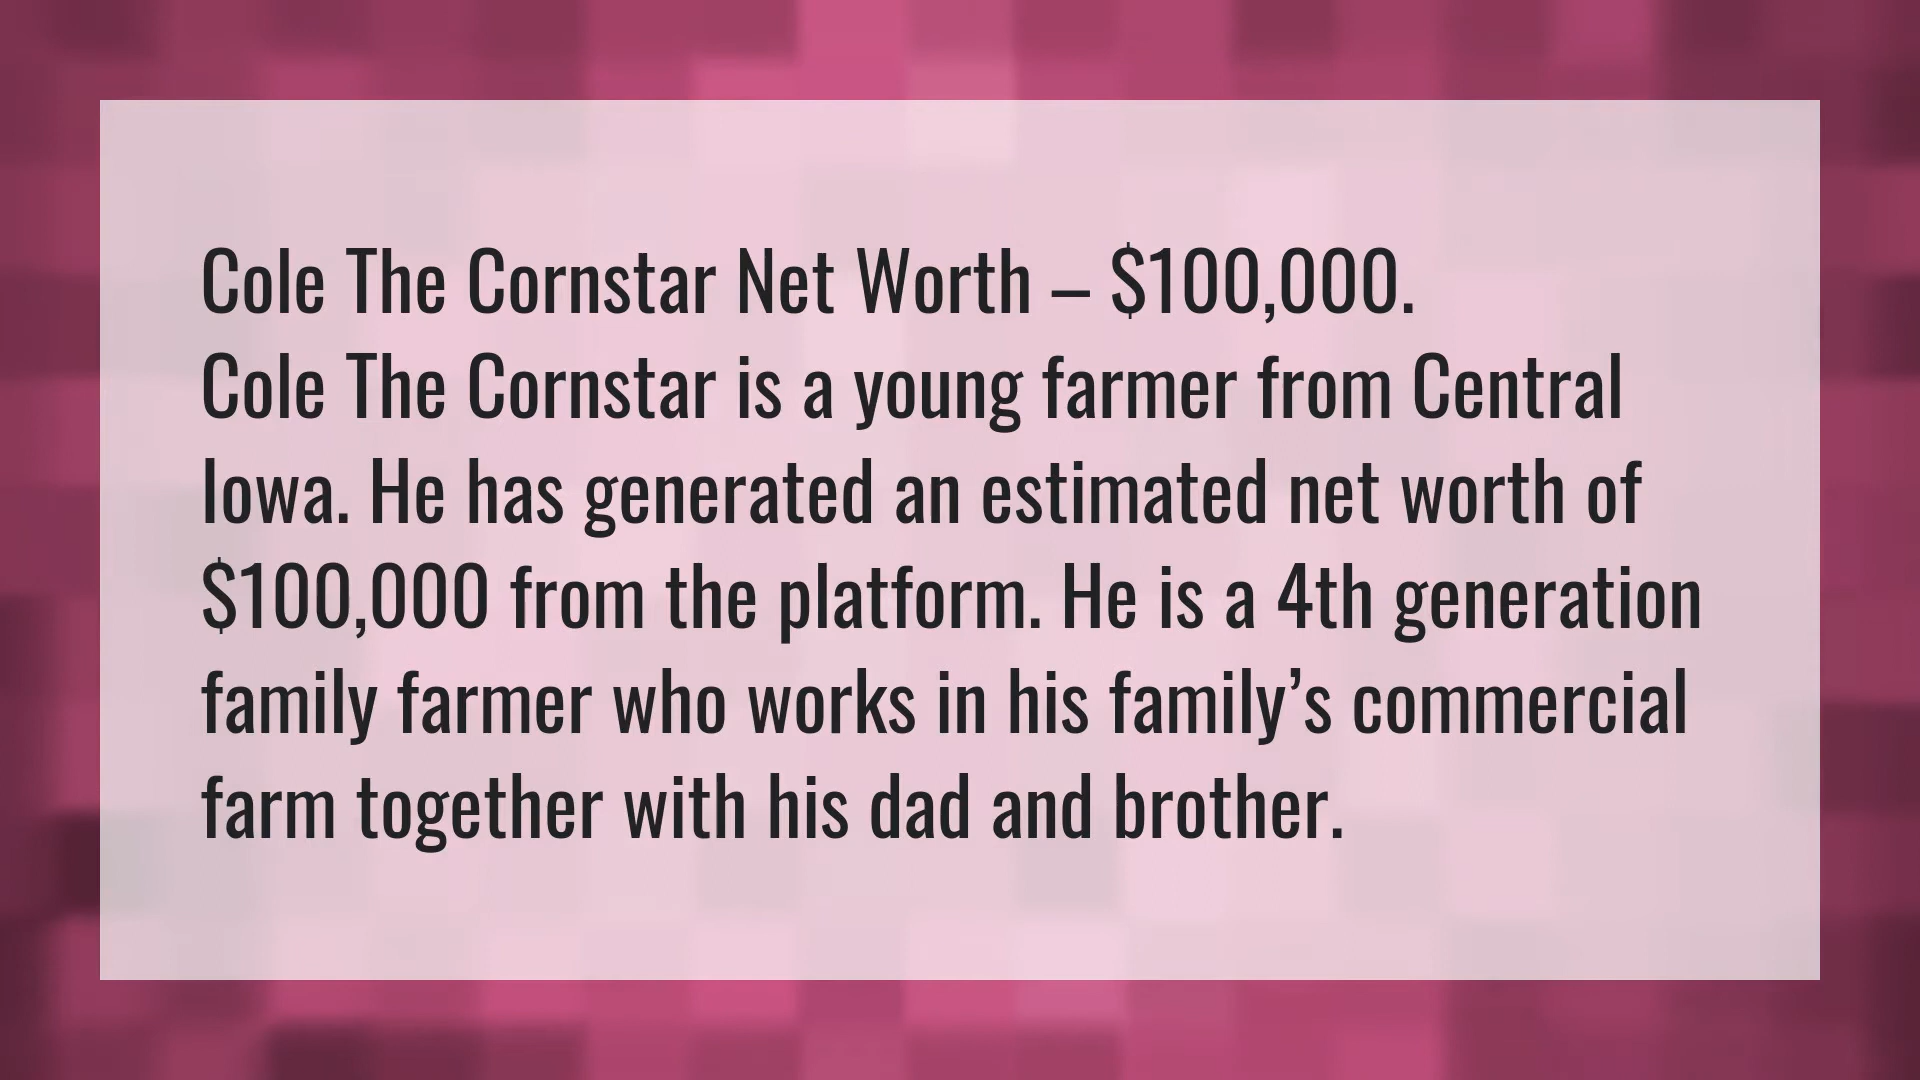 Cole The Cornstar Net Worth – $100,000.
Cole The Cornstar is a young farmer from Central
Iowa. He has generated an estimated net worth of
$100,000 from the platform. He is a 4th generation
family farmer who works in his family’s commercial
farm together with his dad and brother.